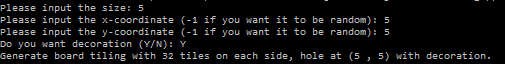 Please input the size: 5
Please input the x-coordinate (-1 if you want it to be random): 5
Please input the y-coordinate (-1 if you want it to be random): 5
Do you want decoration (Y/N): Y
Generate board tiling with 32 tiles on each side, hole at (5 , 5) with decoration.